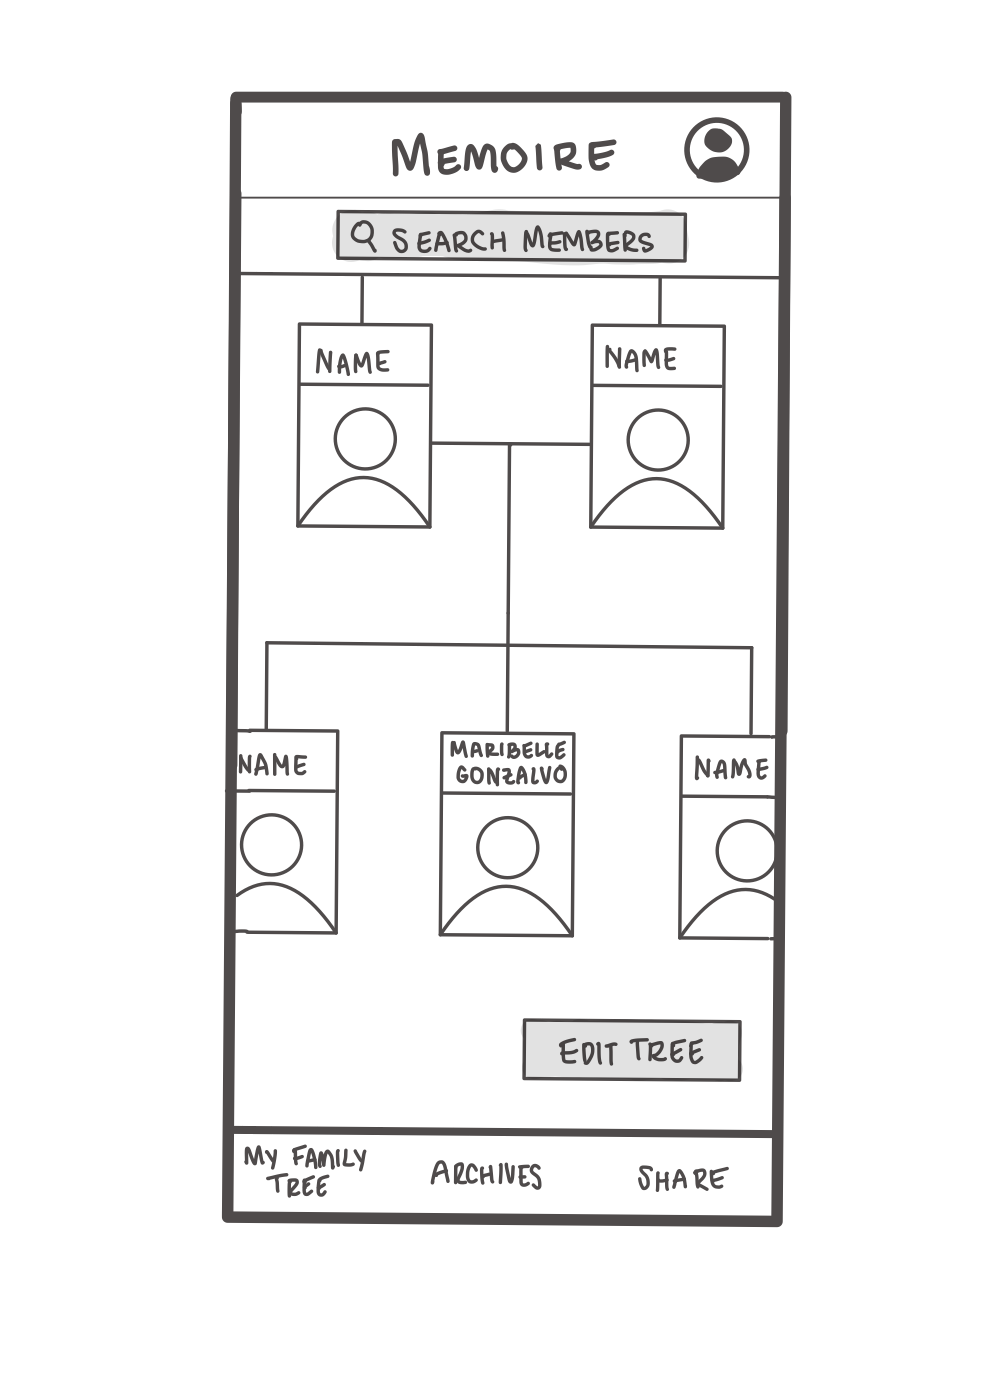 MEMOIRE
SEARCH MEMBERS
NAME
NAME
NAME
MARIBELLE
GONZALVO
NAME
EDIT TREE
MY FAMILY
TREE
ARCHIVES
SHARE